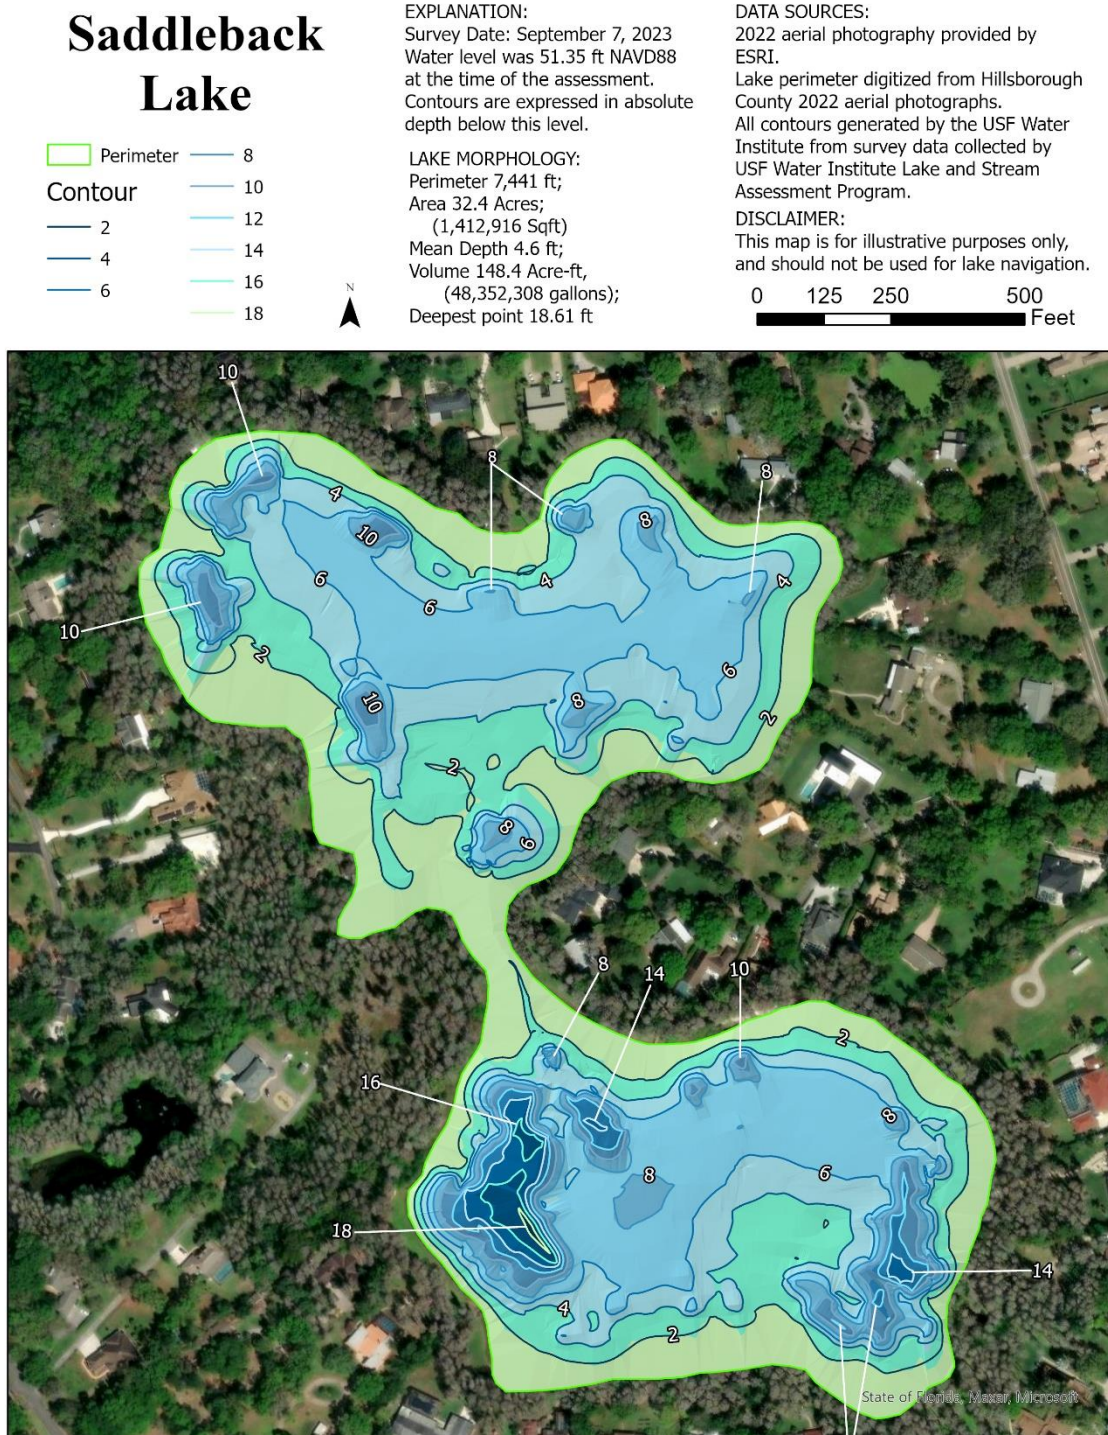 Saddleback
Lake
Perimeter
Contour
2
4
6
8
10
12
14
16
18
N
EXPLANATION:
Survey Date: September 7, 2023
Water level was 51.35 ft NAVD88
at the time of the assessment.
Contours are expressed in absolute
depth below this level.
LAKE MORPHOLOGY:
Perimeter 7,441 ft;
Area 32.4 Acres;
(1,412,916 Sqft)
Mean Depth 4.6 ft;
Volume 148.4 Acre-ft,
(48,352,308 gallons);
Deepest point 18.61 ft
DATA SOURCES:
2022 aerial photography provided by
ESRI.
Lake perimeter digitized from Hillsborough
County 2022 aerial photographs.
All contours generated by the USF Water
Institute from survey data collected by
USF Water Institute Lake and Stream
Assessment Program.
DISCLAIMER:
This map is for illustrative purposes only,
and should not be used for lake navigation.
0 125 250 500
Feet
10
8
8
4
10
8
6
4
4
6
10
2
6
10
8
2
2
8
6
8
14
10
2
16
8
8
6
18
14
4
2
State of Florida, Maxar, Microsoft